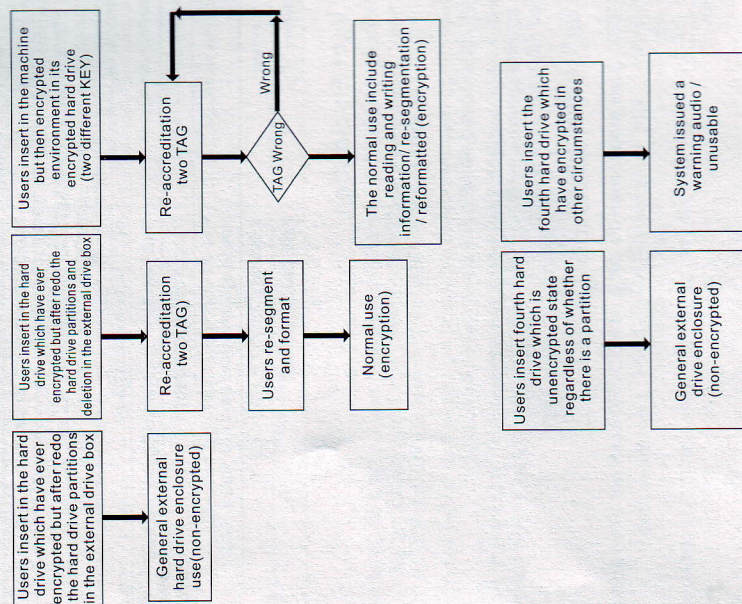 Users insert in the hard
drive which have ever
encrypted but after redo
the hard drive partitions
in the external drive box
General external
hard drive enclosure
use(non-encrypted)
Users insert in the hard
drive which have ever
encrypted but after redo the
hard drive partitions and
deletion in the external drive box
Re-accreditation
two TAG)
Users re-segment
and format
Normal use
(encryption)
Users insert in the machine
but then encrypted
environment in its
encrypted hard drive
(two different KEY)
Re-accreditation
two TAG
TAG Wrong
Wrong
The normal use include
reading and writing
information/ re-segmentation
/ reformatted (encryption)
Users insert fourth hard
drive which is
unencrypted state
regardless of whether
there is a partition
General external
drive enclosure
(non-encrypted)
Users insert the
fourth hard drive which
have encrypted in
other circumstances
System issued a
warning audio /
unusable